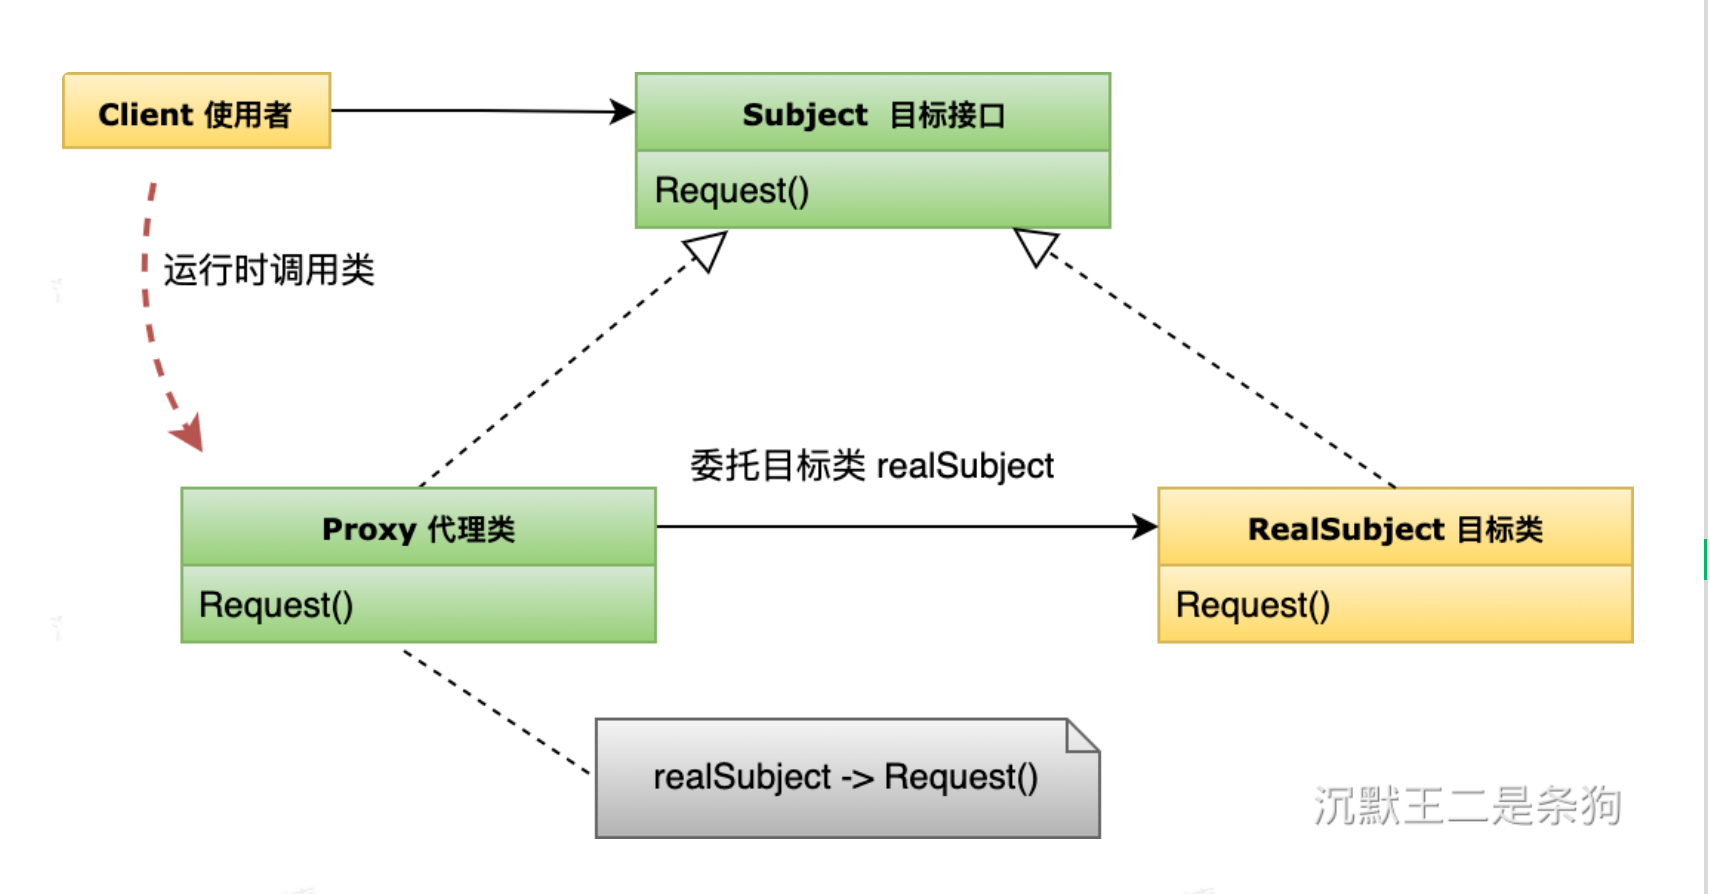 Client 使用者
Subject 目标接口
Request()
运行时调用类
委托目标类 realSubject
Proxy 代理类
RealSubject 目标类
Request()
Request()
realSubject -> Request()
沉默王二是条狗